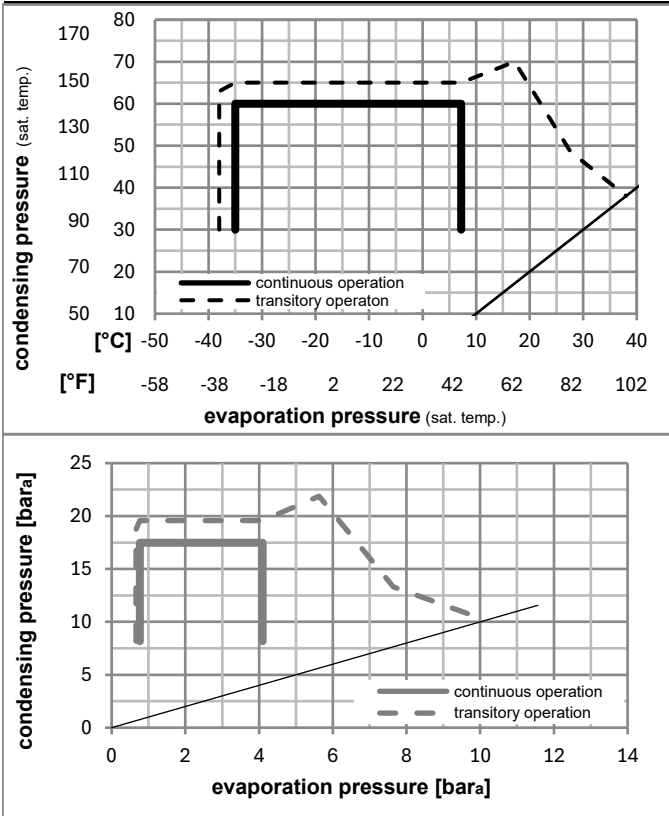 condensing pressure (sat. temp.)
170 80
150 70
130 60
110 50
90 40
70 30
50 20
10
continuous operation
transitory operaton
[°C] -50 -40 -30 -20 -10 0 10 20 30 40
[°F] -58 -38 -18 2 22 42 62 82 102
evaporation pressure (sat. temp.)
condensing pressure [bara]
25
20
15
10
5
0
continuous operation
transitory operation
0 2 4 6 8 10 12 14
evaporation pressure [bara]